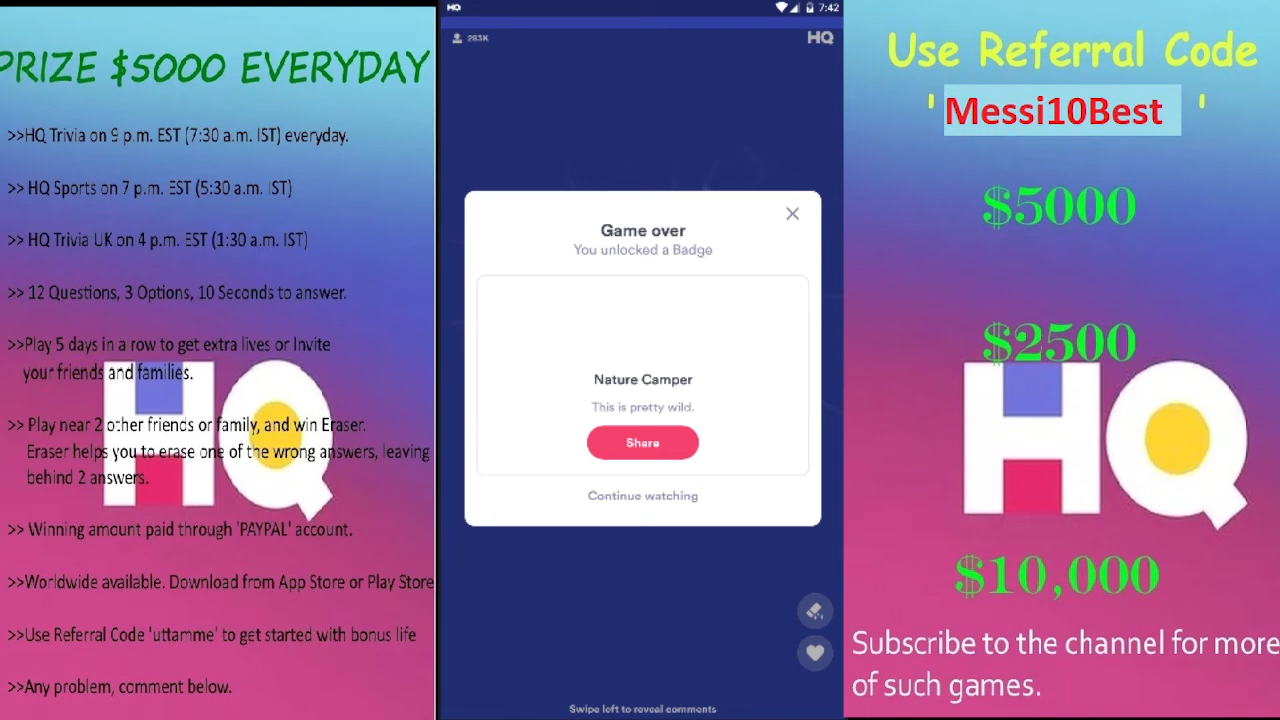 PRIZE $5000 EVERYDAY
>>HQ Trivia on 9 p.m. EST (7:30 a.m. IST) everyday.
>> HQ Sports on 7 p.m. EST (5:30 a.m. IST)
>> HQ Trivia UK on 4 p.m. EST (1:30 a.m. IST)
>> 12 Questions, 3 Options, 10 Seconds to answer.
>>Play 5 days in a row to get extra lives or Invite
your friends and families.
>> Play near 2 other friends or family, and win Eraser.
Eraser helps you to erase one of the wrong answers, leaving
behind 2 answers.
>> Winning amount paid through 'PAYPAL' account.
>>Worldwide available. Download from App Store or Play Store
>>Use Referral Code 'uttamme' to get started with bonus life
>>Any problem, comment below.
HQ
HQ
7:42
283K
HQ
Game over
You unlocked a Badge
Nature Camper
This is pretty wild.
Share
Continue watching
Swipe left to reveal comments
Use Referral Code
' Messi10Best '
$5000
$2500
HQ
$10,000
Subscribe to the channel for more
of such games.